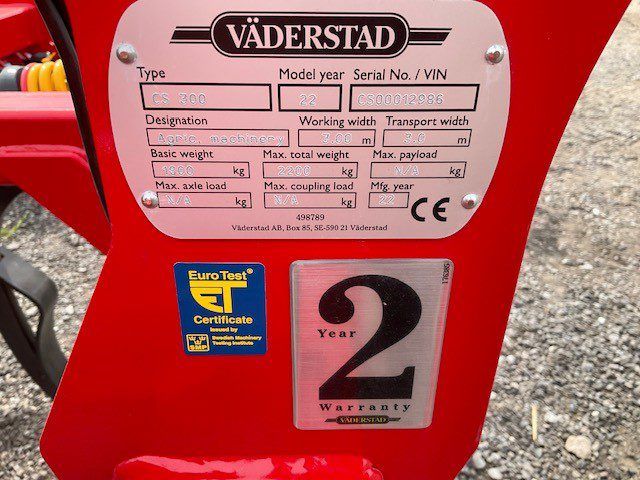 VÄDERSTAD
Type Model year Serial No. / VIN
CS 300 22 CS00012986
Designation Working width Transport width
Agric. machinery 3.00 m 3.0 m
Basic weight Max. total weight Max. payload
1900 kg 2200 kg N/A kg
Max. axle load Max. coupling load Mfg. year
N/A kg N/A kg 22 CE
498789
Väderstad AB, Box 85, SE-590 21 Väderstad
EuroTest®
ET
Certificate
issued by
SMP Swedish Machinery
Testing Institute
2
Year
Warranty
VÄDERSTAD